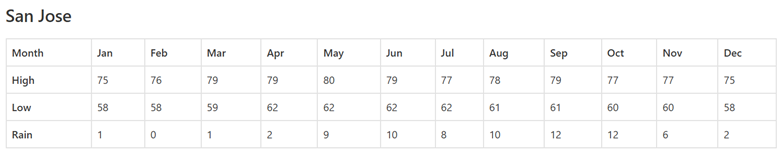 San Jose
Month Jan Feb Mar Apr May Jun Jul Aug Sep Oct Nov Dec
High 75 76 79 79 80 79 77 78 79 77 77 75
Low 58 58 59 62 62 62 62 61 61 60 60 58
Rain 1 0 1 2 9 10 8 10 12 12 6 2